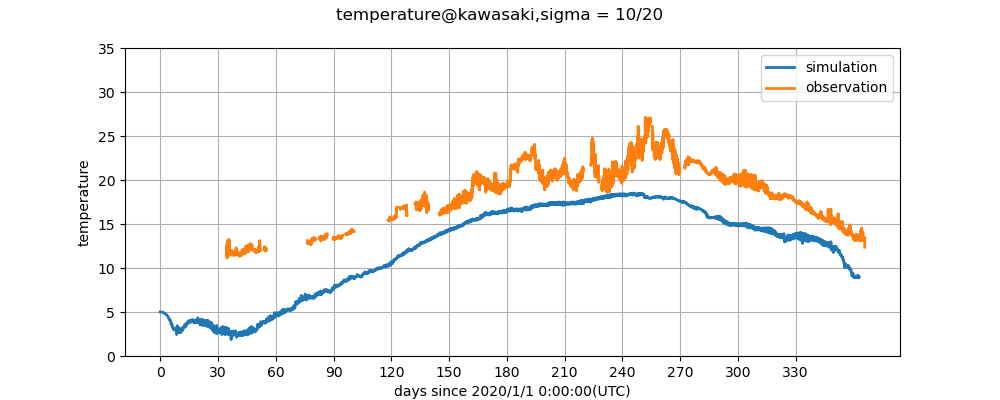 temperature@kawasaki,sigma = 10/20
35
30
25
20
15
10
5
0
temperature
simulation
observation
0 30 60 90 120 150 180 210 240 270 300 330
days since 2020/1/1 0:00:00(UTC)